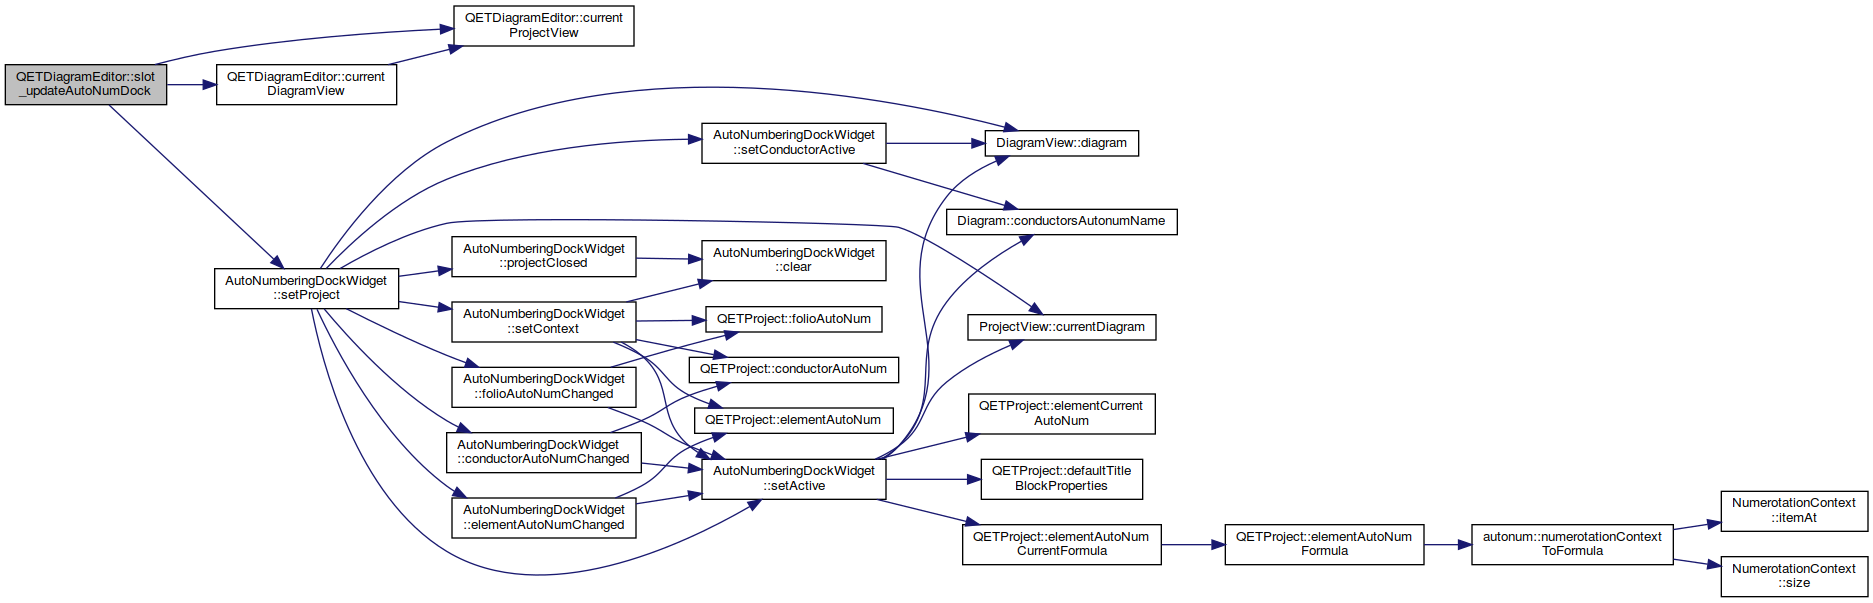 QETDiagramEditor::slot
_updateAutoNumDock
QETDiagramEditor::current
ProjectView
QETDiagramEditor::current
DiagramView
AutoNumberingDockWidget
::setProject
AutoNumberingDockWidget
::setConductorActive
DiagramView::diagram
Diagram::conductorsAutonumName
AutoNumberingDockWidget
::projectClosed
AutoNumberingDockWidget
::clear
AutoNumberingDockWidget
::setContext
QETProject::folioAutoNum
ProjectView::currentDiagram
QETProject::conductorAutoNum
AutoNumberingDockWidget
::folioAutoNumChanged
QETProject::elementAutoNum
QETProject::elementCurrent
AutoNum
AutoNumberingDockWidget
::conductorAutoNumChanged
AutoNumberingDockWidget
::setActive
QETProject::defaultTitle
BlockProperties
AutoNumberingDockWidget
::elementAutoNumChanged
QETProject::elementAutoNum
CurrentFormula
QETProject::elementAutoNum
Formula
autonum::numerotationContext
ToFormula
NumerotationContext
::itemAt
NumerotationContext
::size